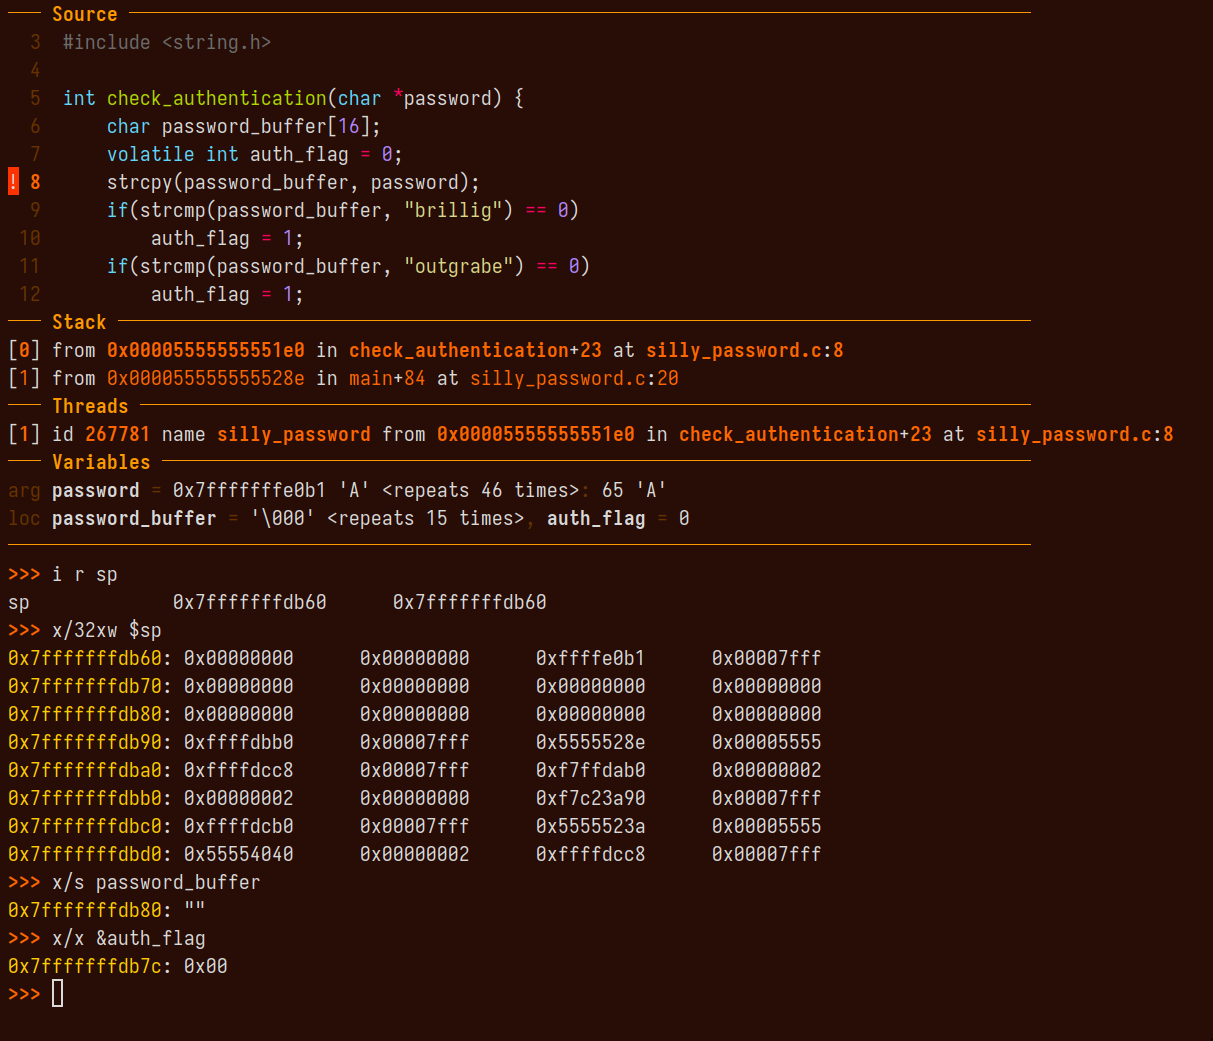 Source
3 #include <string.h>
4
5 int check_authentication(char *password) {
6 char password_buffer[16];
7 volatile int auth_flag = 0;
! 8 strcpy(password_buffer, password);
9 if(strcmp(password_buffer, "brillig") == 0)
10 auth_flag = 1;
11 if(strcmp(password_buffer, "outgrabe") == 0)
12 auth_flag = 1;
Stack
[0] from 0x00005555555551e0 in check_authentication+23 at silly_password.c:8
[1] from 0x000055555555528e in main+84 at silly_password.c:20
Threads
[1] id 267781 name silly_password from 0x00005555555551e0 in check_authentication+23 at silly_password.c:8
Variables
arg password = 0x7fffffffe0b1 'A' <repeats 46 times>: 65 'A'
loc password_buffer = '\000' <repeats 15 times>, auth_flag = 0
>>> i r sp
sp 0x7fffffffdb60 0x7fffffffdb60
>>> x/32xw $sp
0x7fffffffdb60: 0x00000000 0x00000000 0xffffe0b1 0x00007fff
0x7fffffffdb70: 0x00000000 0x00000000 0x00000000 0x00000000
0x7fffffffdb80: 0x00000000 0x00000000 0x00000000 0x00000000
0x7fffffffdb90: 0xffffdbb0 0x00007fff 0x5555528e 0x00005555
0x7fffffffdba0: 0xffffdcc8 0x00007fff 0xf7ffdab0 0x00000002
0x7fffffffdbb0: 0x00000002 0x00000000 0xf7c23a90 0x00007fff
0x7fffffffdbc0: 0xffffdcb0 0x00007fff 0x5555523a 0x00005555
0x7fffffffdbd0: 0x55554040 0x00000002 0xffffdcc8 0x00007fff
>>> x/s password_buffer
0x7fffffffdb80: ""
>>> x/x &auth_flag
0x7fffffffdb7c: 0x00
>>>